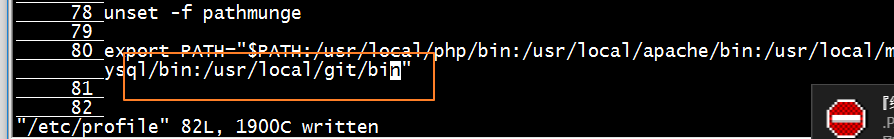 78 unset -f pathmunge
79
80 export PATH="$PATH:/usr/local/php/bin:/usr/local/apache/bin:/usr/local/m
ysql/bin:/usr/local/git/bin"
81
82
"/etc/profile" 82L, 1900C written